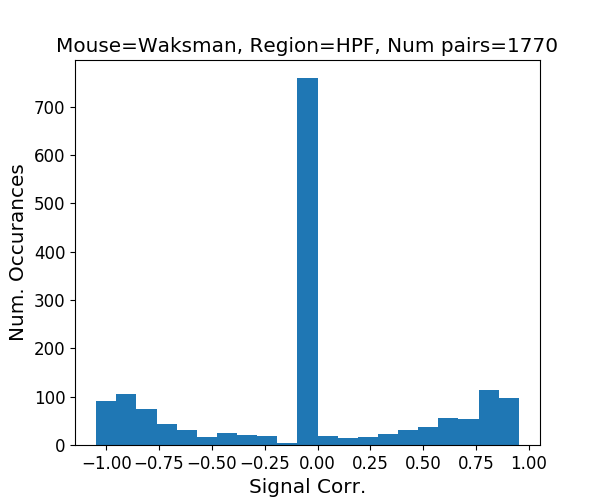 Mouse=Waksman, Region=HPF, Num pairs=1770
Num. Occurances
700
600
500
400
300
200
100
0
−1.00 −0.75 −0.50 −0.25 0.00 0.25 0.50 0.75 1.00
Signal Corr.